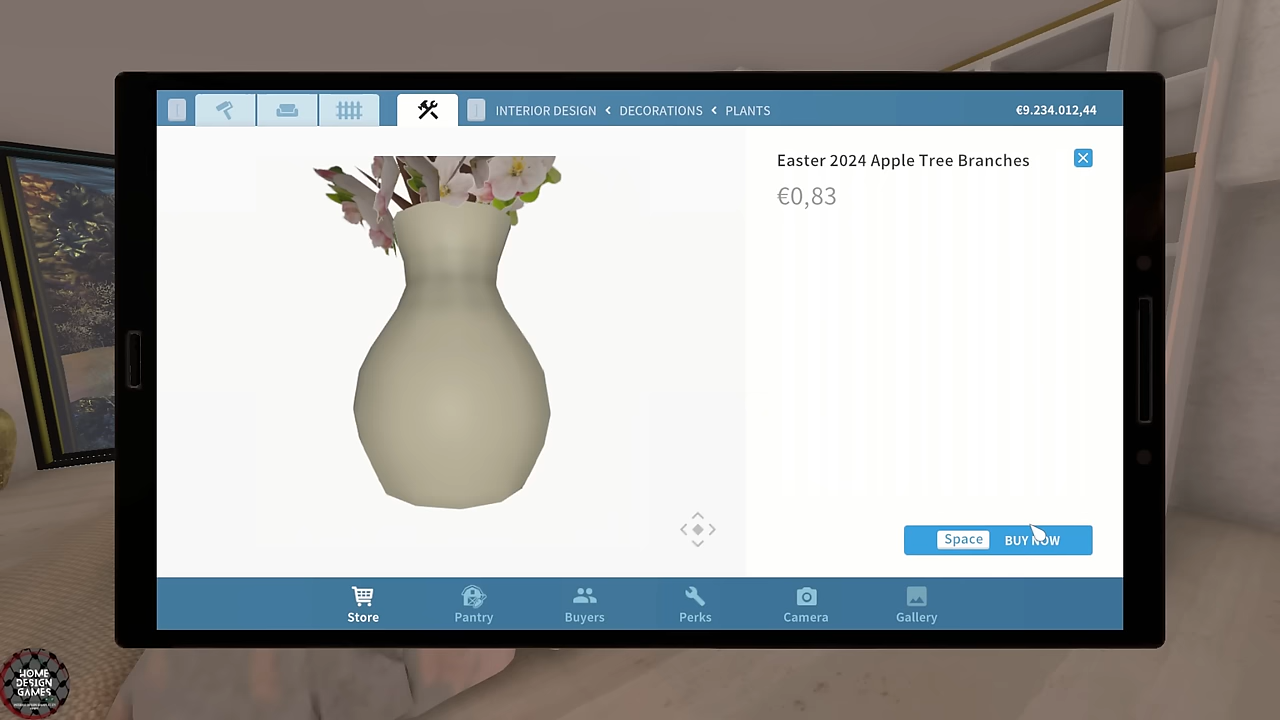 INTERIOR DESIGN < DECORATIONS < PLANTS
€9.234.012,44
Easter 2024 Apple Tree Branches
€0,83
Space BUY NOW
Store
Pantry
Buyers
Perks
Camera
Gallery
HOME
DESIGN
GAMES